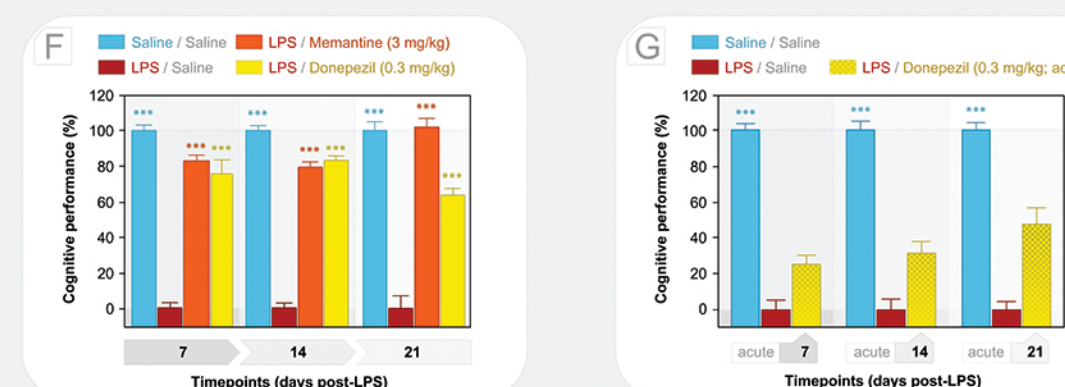 F
Saline / Saline
LPS / Memantine (3 mg/kg)
LPS / Saline
LPS / Donepezil (0.3 mg/kg)
Cognitive performance (%)
120
100
80
60
40
20
0
***
***
***
***
***
***
***
***
***
7
14
21
Timepoints (days post-LPS)
G
Saline / Saline
LPS / Saline
LPS / Donepezil (0.3 mg/kg; ac
Cognitive performance (%)
120
100
80
60
40
20
0
***
***
***
acute 7
acute 14
acute 21
Timepoints (days post-LPS)